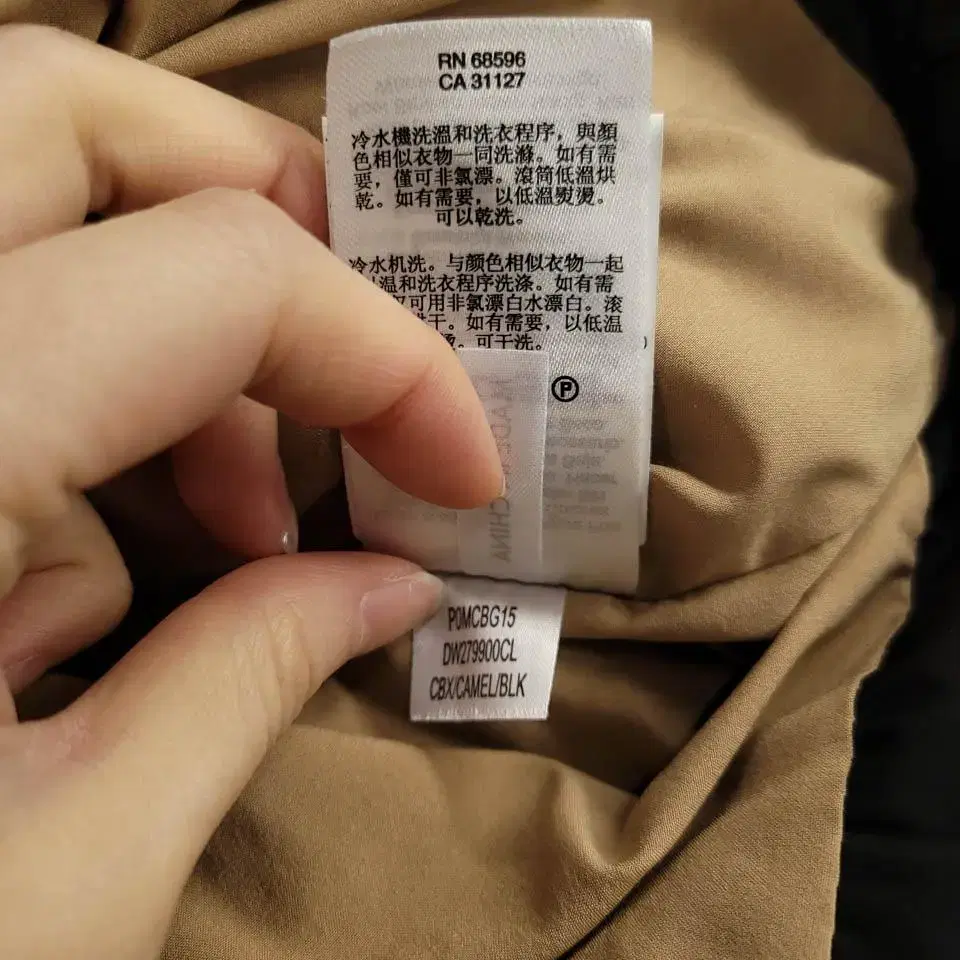 RN 68596
CA 31127
冷水機洗溫和洗衣程序，與顏
色相似衣物一同洗滌。如有需
要，僅可非氯漂。滾筒低溫烘
乾。如有需要，以低溫熨燙。
可以乾洗。
冷水机洗。与颜色相似衣物一起
温和洗衣程序洗涤。如有需
可用非氯漂白水漂白。滚
干。如有需要，以低温
烫。可干洗。
P
CHINA
P0MCBG15
DW279900CL
CBX/CAMEL/BLK